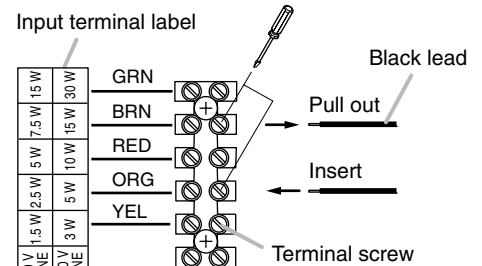 Input terminal label
Black lead
15 W 30 W GRN
Pull out
7.5 W 15 W BRN
5 W 10 W RED
Insert
2.5 W 5 W ORG
1.5 W 3 W YEL
Terminal screw